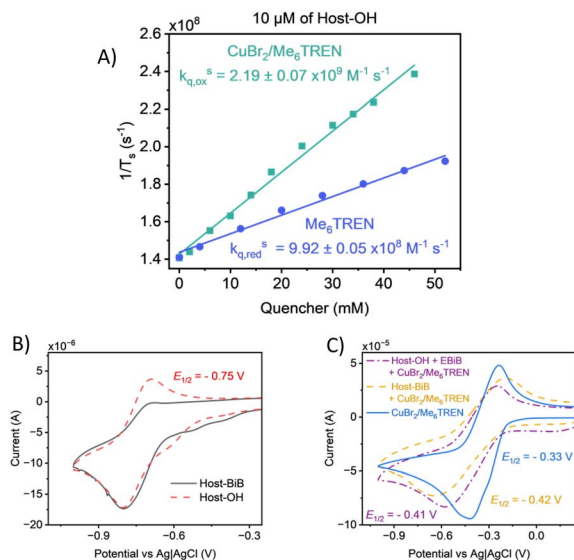 10 µM of Host-OH
A)
CuBr₂/Me₆TREN
k_q,ox^s = 2.19 ± 0.07 x10⁹ M⁻¹ s⁻¹
Me₆TREN
k_q,red^s = 9.92 ± 0.05 x10⁸ M⁻¹ s⁻¹
x10⁸
2.6
2.4
2.2
2.0
1.8
1.6
1.4
1/T_s (s⁻¹)
0 10 20 30 40 50
Quencher (mM)
B)
x10⁻⁶
5
0
−5
−10
−15
−20
Current (A)
E₁/₂ = - 0.75 V
Host-BiB
Host-OH
−0.9 −0.6 −0.3
Potential vs Ag|AgCl (V)
C)
x10⁻⁵
5
0
−5
−10
Current (A)
Host-OH + EBiB
+ CuBr₂/Me₆TREN
Host-BiB
+ CuBr₂/Me₆TREN
CuBr₂/Me₆TREN
E₁/₂ = - 0.33 V
E₁/₂ = - 0.42 V
E₁/₂ = - 0.41 V
−0.9 −0.6 −0.3 0.0
Potential vs Ag|AgCl (V)